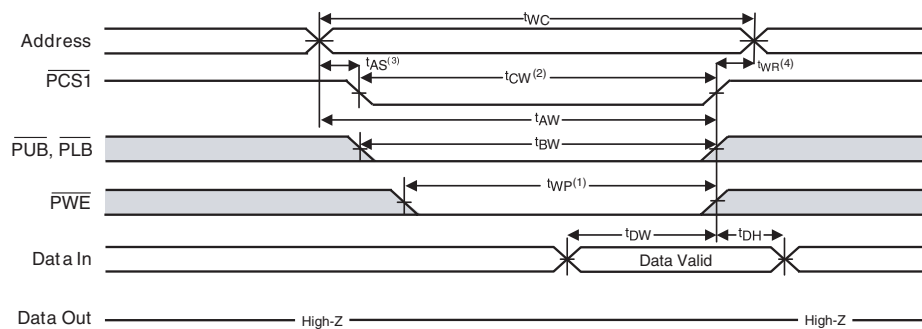 tWC
Address
tAS(3)
tCW(2)
tWR(4)
PCS1
tAW
PUB, PLB
tBW
PWE
tWP(1)
tDW
tDH
Data In
Data Valid
Data Out
High-Z
High-Z